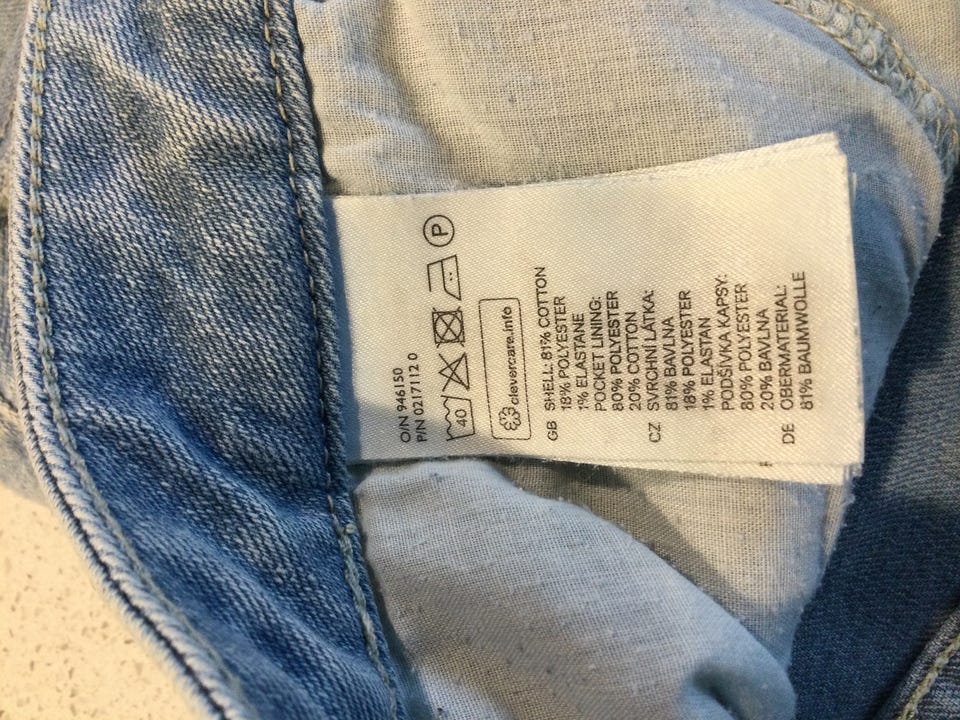 O/N 946150
P/N 0217112 0
40 P
clevercare.info
GB SHELL: 81% COTTON
18% POLYESTER
1% ELASTANE
POCKET LINING:
80% POLYESTER
20% COTTON
CZ SVRCHNÍ LÁTKA:
81% BAVLNA
18% POLYESTER
1% ELASTAN
PODŠÍVKA KAPSY:
80% POLYESTER
20% BAVLNA
DE OBERMATERIAL:
81% BAUMWOLLE